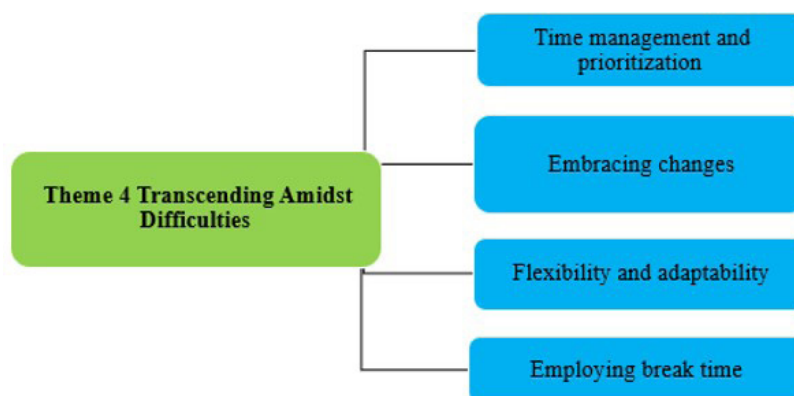 Theme 4 Transcending Amidst
Difficulties
Time management and
prioritization
Embracing changes
Flexibility and adaptability
Employing break time